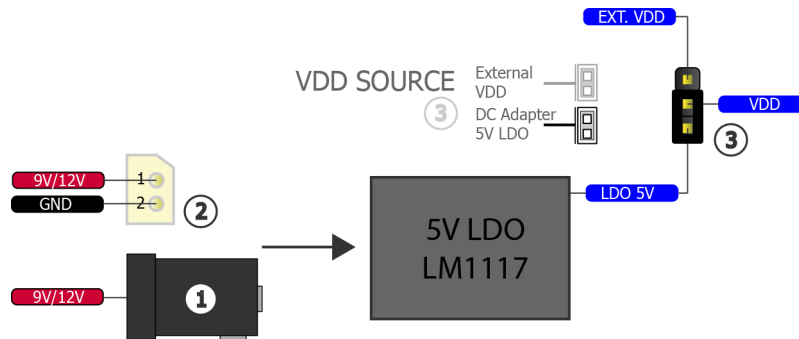 EXT. VDD
VDD SOURCE
3
External
VDD
DC Adapter
5V LDO
VDD
3
9V/12V
1
GND
2
2
LDO 5V
5V LDO
LM1117
9V/12V
1